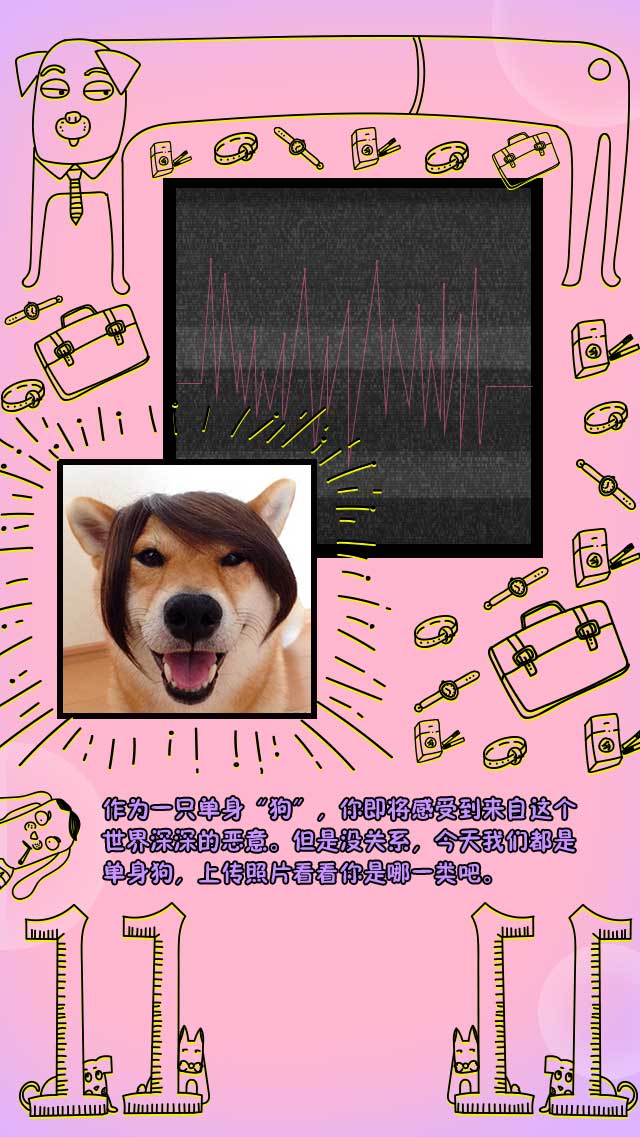 作为一只单身“狗”，你即将感受到来自这个
世界深深的恶意。但是没关系，今天我们都是
单身狗，上传照片看看你是哪一类吧。
11 11